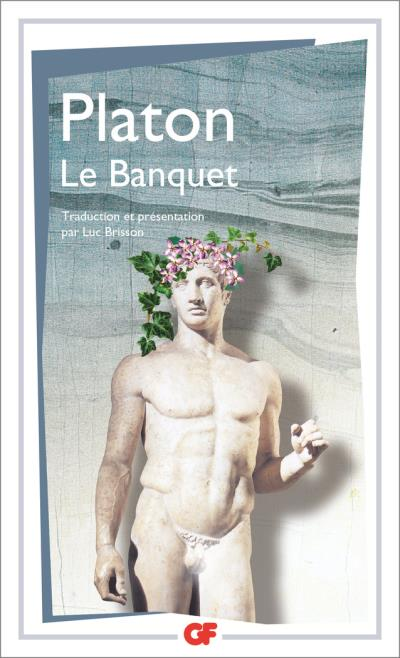 Platon
Le Banquet
Traduction et présentation
par Luc Brisson
GF